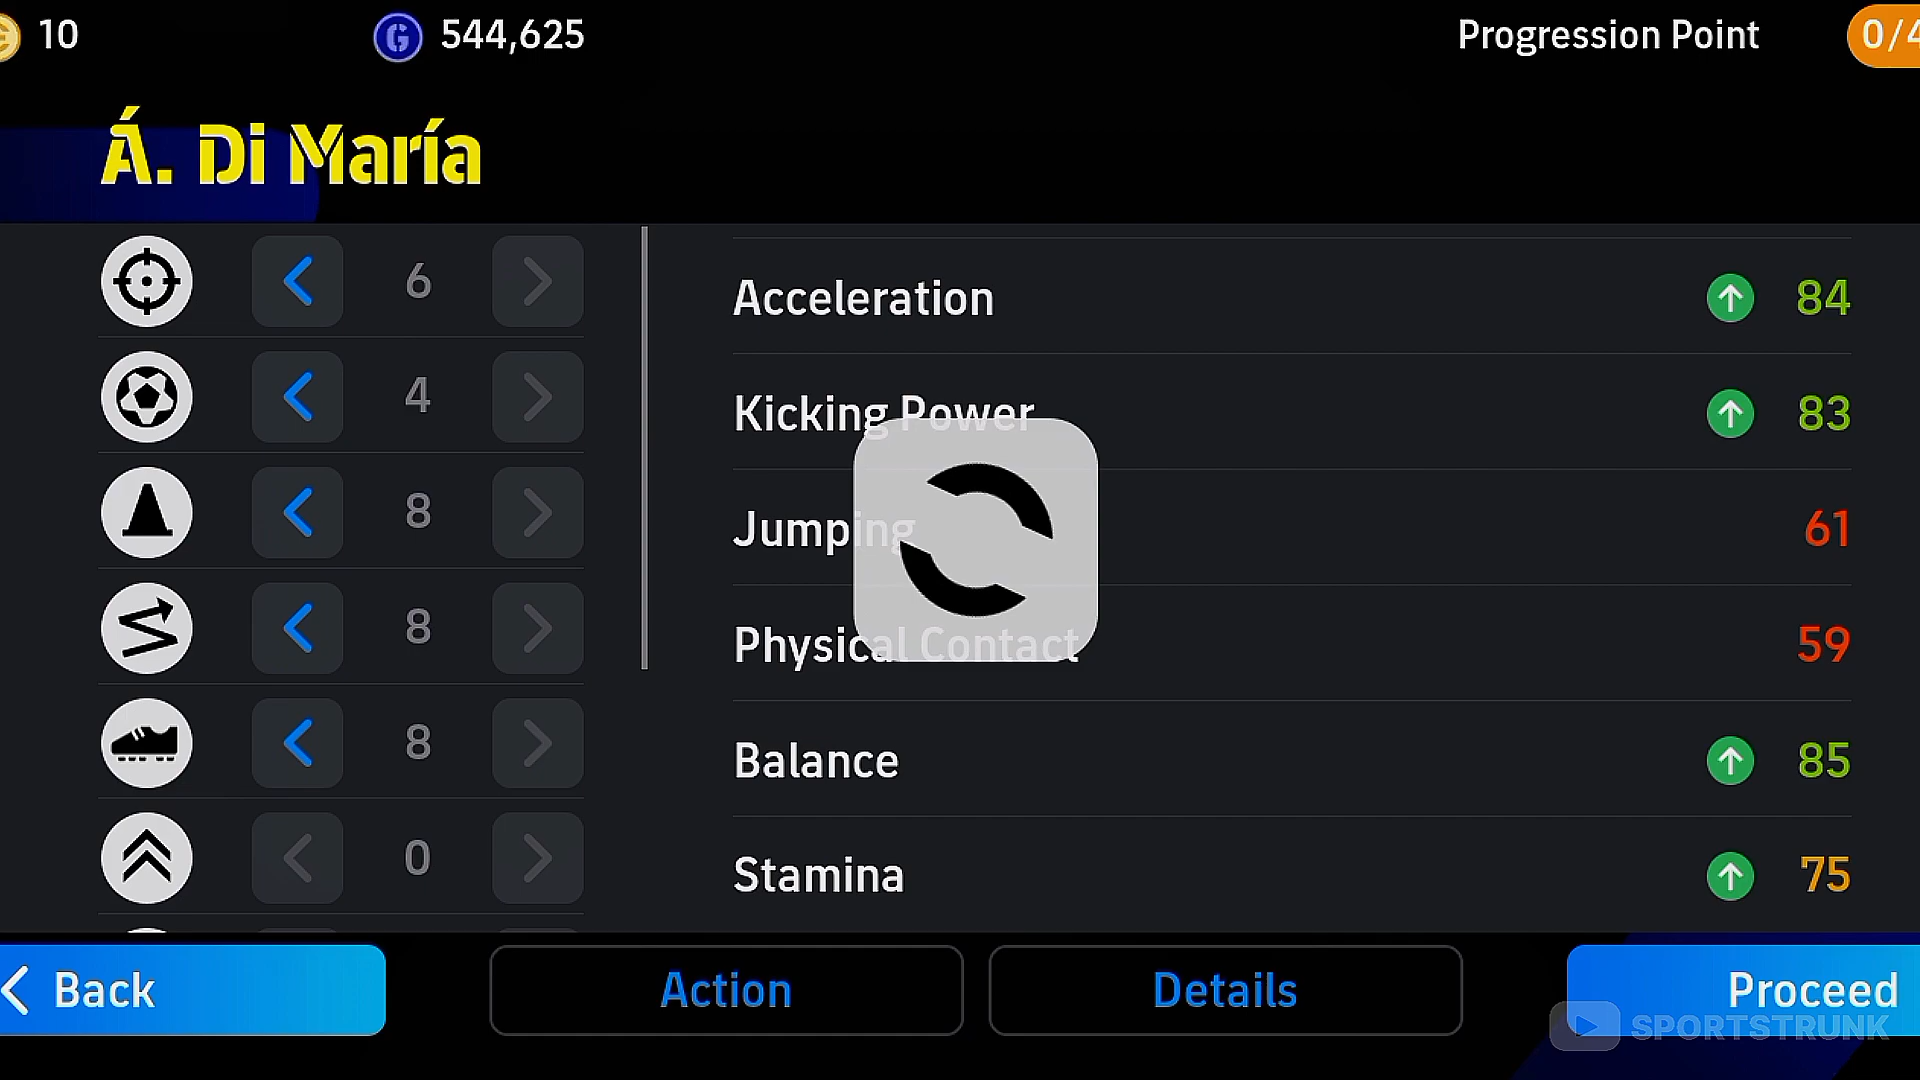 10
544,625
Progression Point
0/4
Á. Di María
6
4
8
8
8
0
Acceleration 84
Kicking Power 83
Jumping 61
Physical Contact 59
Balance 85
Stamina 75
Back
Action
Details
Proceed
SPORTSTRUNK